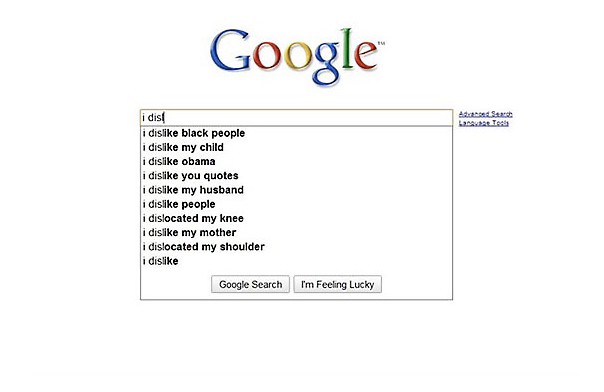 Google™
i disl
Advanced Search
Language Tools
i dislike black people
i dislike my child
i dislike obama
i dislike you quotes
i dislike my husband
i dislike people
i dislocated my knee
i dislike my mother
i dislocated my shoulder
i dislike
Google Search
I'm Feeling Lucky